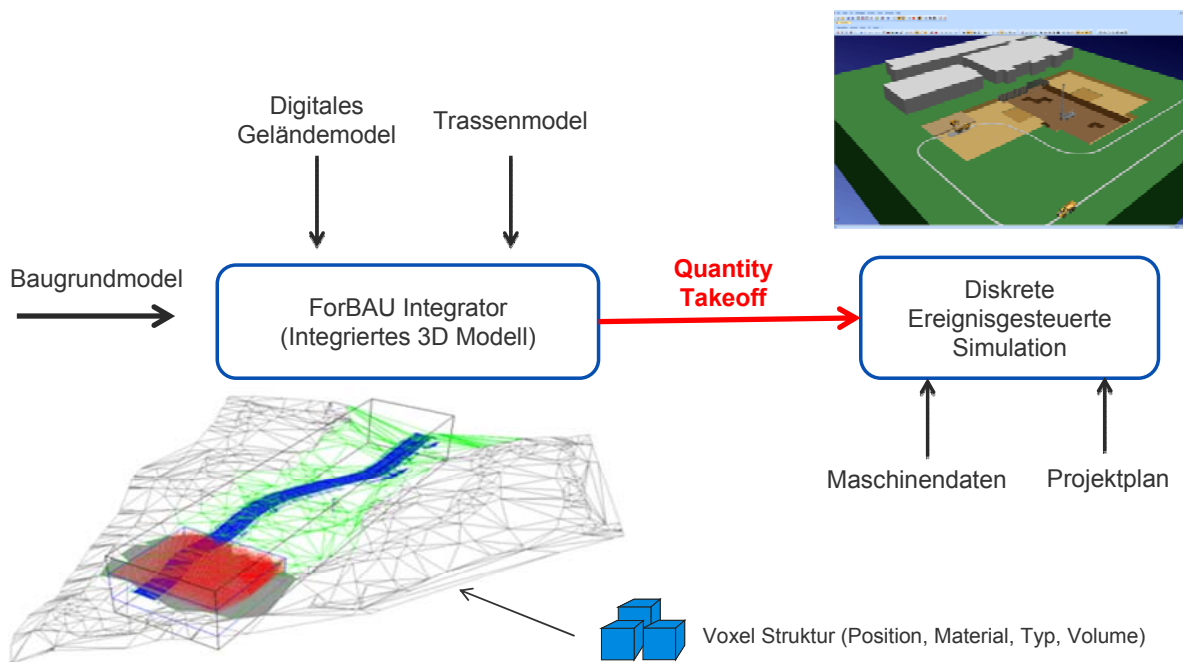 Digitales
Geländemodel
Trassenmodel
Baugrundmodel
ForBAU Integrator
(Integriertes 3D Modell)
Quantity
Takeoff
Diskrete
Ereignisgesteuerte
Simulation
Maschinendaten
Projektplan
Voxel Struktur (Position, Material, Typ, Volume)